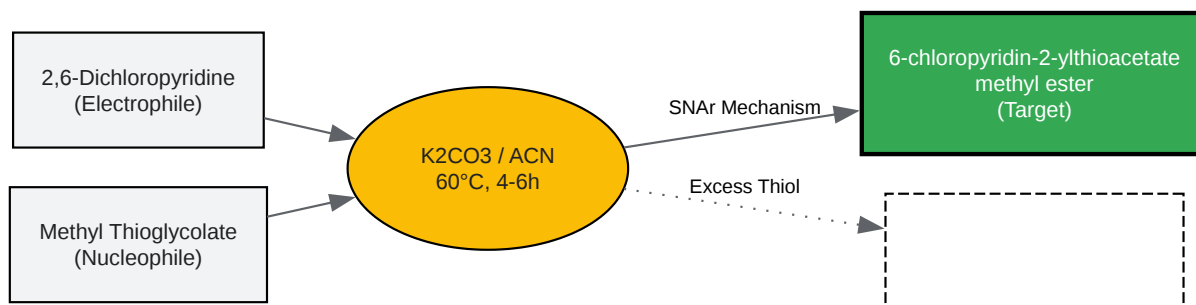 2,6-Dichloropyridine
(Electrophile)
Methyl Thioglycolate
(Nucleophile)
K2CO3 / ACN
60°C, 4-6h
SNAr Mechanism
Excess Thiol
6-chloropyridin-2-ylthioacetate
methyl ester
(Target)